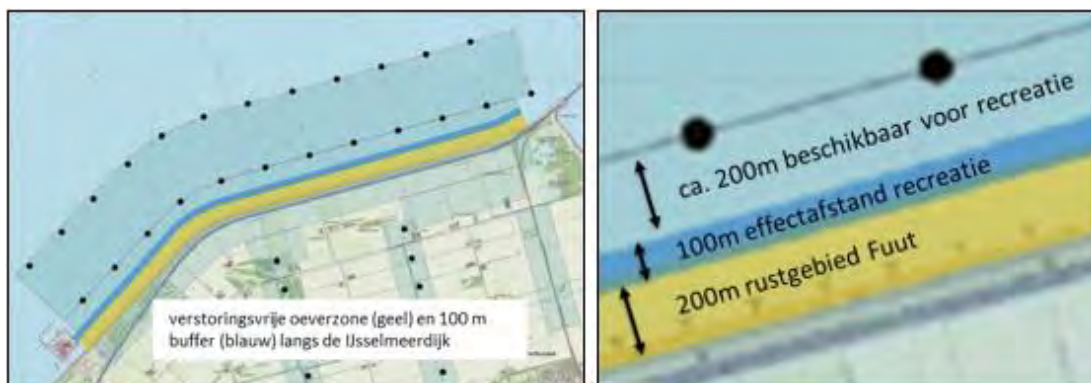 verstoringsvrije oeverzone (geel) en 100 m
buffer (blauw) langs de IJsselmeerdijk
ca. 200m beschikbaar voor recreatie
100m effectafstand recreatie
200m rustgebied Fuut